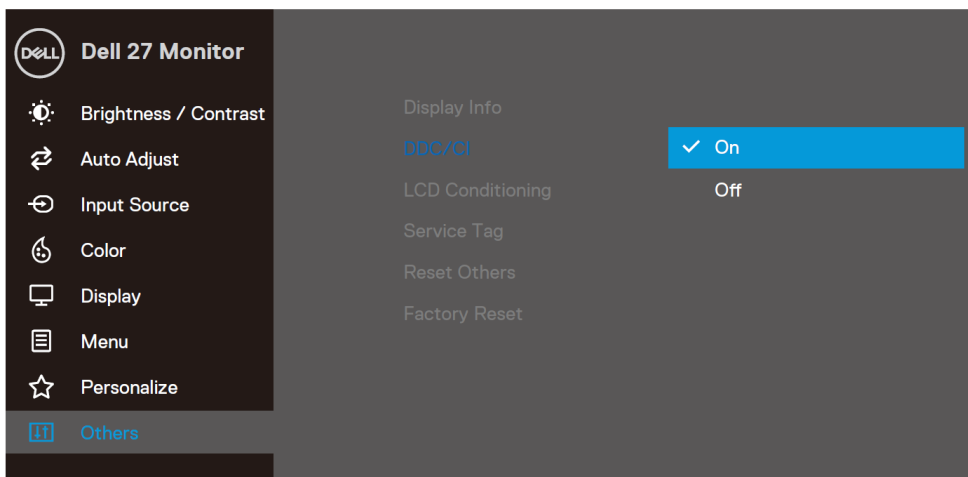 DELL
Dell 27 Monitor
Brightness / Contrast
Auto Adjust
Input Source
Color
Display
Menu
Personalize
Others
Display Info
DDC/CI
LCD Conditioning
Service Tag
Reset Others
Factory Reset
On
Off